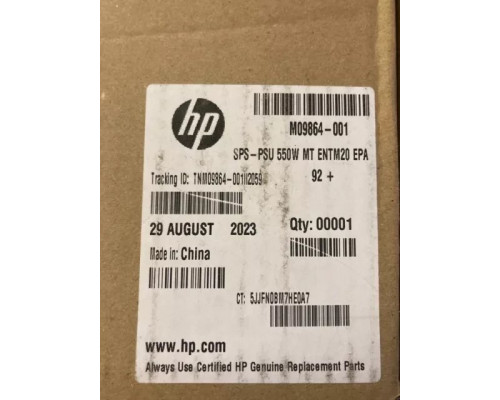 hp
M09864-001
SPS-PSU 550W MT ENTM20 EPA
92 +
Tracking ID: TNM09864-001II2059
29 AUGUST 2023
Qty: 00001
Made in: China
CT: 5JJFN0BM7HE0A7
www.hp.com
Always Use Certified HP Genuine Replacement Parts